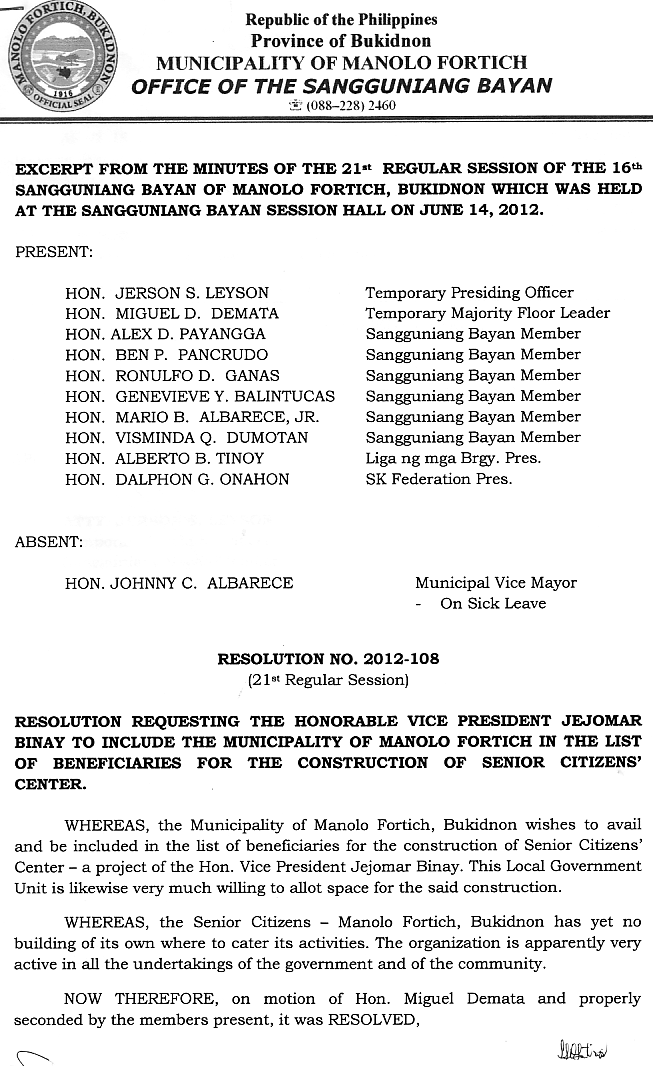 MANOLO FORTICH, BUKIDNON
1916
OFFICIAL SEAL
Republic of the Philippines
Province of Bukidnon
MUNICIPALITY OF MANOLO FORTICH
OFFICE OF THE SANGGUNIANG BAYAN
☏ (088–228) 2460
EXCERPT FROM THE MINUTES OF THE 21st REGULAR SESSION OF THE 16th
SANGGUNIANG BAYAN OF MANOLO FORTICH, BUKIDNON WHICH WAS HELD
AT THE SANGGUNIANG BAYAN SESSION HALL ON JUNE 14, 2012.
PRESENT:
HON. JERSON S. LEYSON Temporary Presiding Officer
HON. MIGUEL D. DEMATA Temporary Majority Floor Leader
HON. ALEX D. PAYANGGA Sangguniang Bayan Member
HON. BEN P. PANCRUDO Sangguniang Bayan Member
HON. RONULFO D. GANAS Sangguniang Bayan Member
HON. GENEVIEVE Y. BALINTUCAS Sangguniang Bayan Member
HON. MARIO B. ALBARECE, JR. Sangguniang Bayan Member
HON. VISMINDA Q. DUMOTAN Sangguniang Bayan Member
HON. ALBERTO B. TINOY Liga ng mga Brgy. Pres.
HON. DALPHON G. ONAHON SK Federation Pres.
ABSENT:
HON. JOHNNY C. ALBARECE Municipal Vice Mayor
- On Sick Leave
RESOLUTION NO. 2012-108
(21st Regular Session)
RESOLUTION REQUESTING THE HONORABLE VICE PRESIDENT JEJOMAR
BINAY TO INCLUDE THE MUNICIPALITY OF MANOLO FORTICH IN THE LIST
OF BENEFICIARIES FOR THE CONSTRUCTION OF SENIOR CITIZENS'
CENTER.
WHEREAS, the Municipality of Manolo Fortich, Bukidnon wishes to avail
and be included in the list of beneficiaries for the construction of Senior Citizens'
Center – a project of the Hon. Vice President Jejomar Binay. This Local Government
Unit is likewise very much willing to allot space for the said construction.
WHEREAS, the Senior Citizens – Manolo Fortich, Bukidnon has yet no
building of its own where to cater its activities. The organization is apparently very
active in all the undertakings of the government and of the community.
NOW THEREFORE, on motion of Hon. Miguel Demata and properly
seconded by the members present, it was RESOLVED,